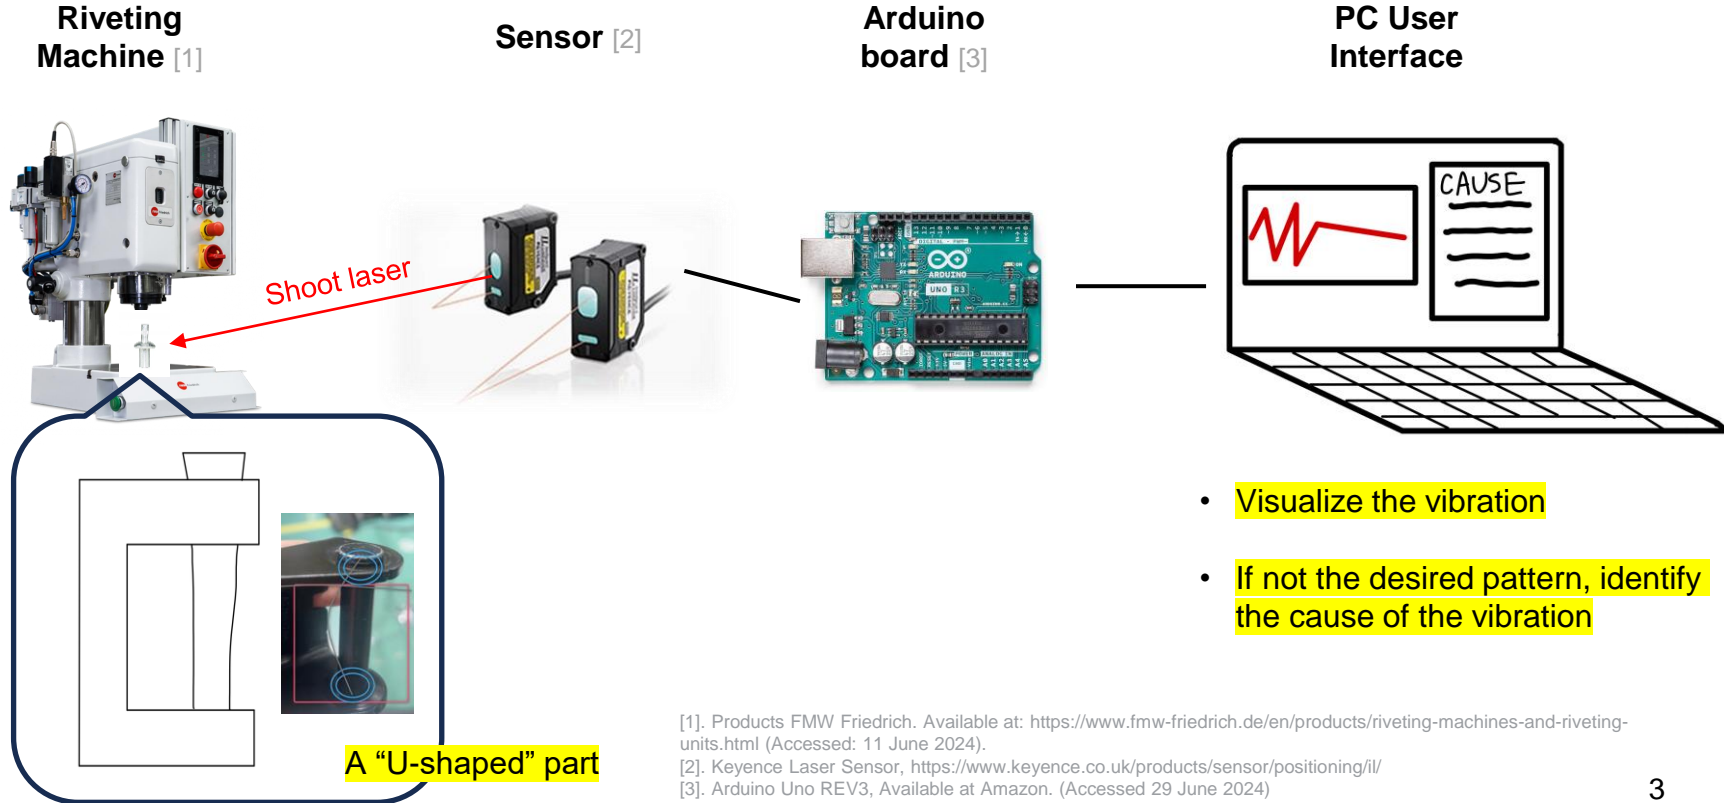 Riveting
Machine [1]
Sensor [2]
Arduino
board [3]
PC User
Interface
Shoot laser
ARDUINO
UNO R3
CAUSE
• Visualize the vibration
• If not the desired pattern, identify
the cause of the vibration
A “U-shaped” part
[1]. Products FMW Friedrich. Available at: https://www.fmw-friedrich.de/en/products/riveting-machines-and-riveting-
units.html (Accessed: 11 June 2024).
[2]. Keyence Laser Sensor, https://www.keyence.co.uk/products/sensor/positioning/il/
[3]. Arduino Uno REV3, Available at Amazon. (Accessed 29 June 2024)
3